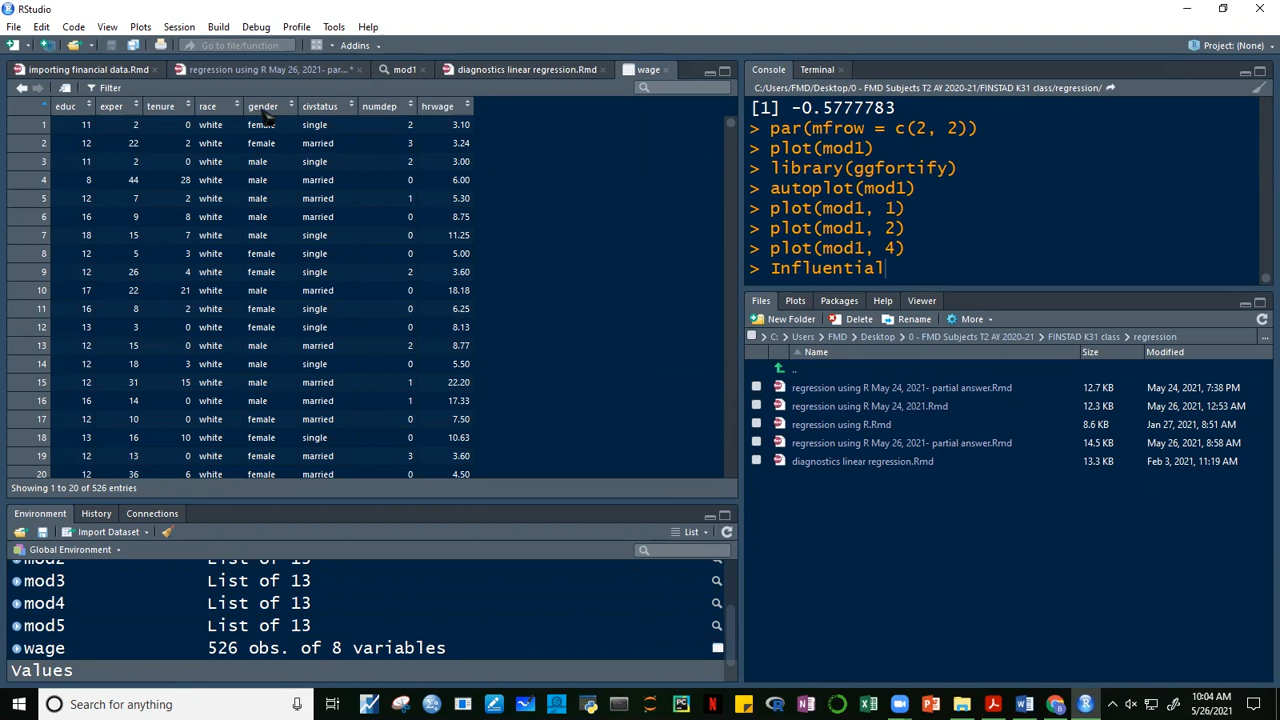 RStudio
File Edit Code View Plots Session Build Debug Profile Tools Help
Go to file/function Addins Project: (None)
importing financial data.Rmd regression using R May 26, 2021- par...* mod1 diagnostics linear regression.Rmd wage
Filter
educ exper tenure race gender civstatus numdep hrwage
1 11 2 0 white female single 2 3.10
2 12 22 2 white female married 3 3.24
3 11 2 0 white male single 2 3.00
4 8 44 28 white male married 0 6.00
5 12 7 2 white male married 1 5.30
6 16 9 8 white male married 0 8.75
7 18 15 7 white male single 0 11.25
8 12 5 3 white female single 0 5.00
9 12 26 4 white female single 2 3.60
10 17 22 21 white male married 0 18.18
11 16 8 2 white female single 0 6.25
12 13 3 0 white female single 0 8.13
13 12 15 0 white male married 2 8.77
14 12 18 3 white male single 0 5.50
15 12 31 15 white male married 1 22.20
16 16 14 0 white male married 1 17.33
17 12 10 0 white female married 0 7.50
18 13 16 10 white female single 0 10.63
19 12 13 0 white female married 3 3.60
20 12 36 6 white female married 0 4.50
Showing 1 to 20 of 526 entries
Console Terminal
C:/Users/FMD/Desktop/0 - FMD Subjects T2 AY 2020-21/FINSTAD K31 class/regression/
[1] -0.5777783
> par(mfrow = c(2, 2))
> plot(mod1)
> library(ggfortify)
> autoplot(mod1)
> plot(mod1, 1)
> plot(mod1, 2)
> plot(mod1, 4)
> Influential
Files Plots Packages Help Viewer
New Folder Delete Rename More
C: Users FMD Desktop 0 - FMD Subjects T2 AY 2020-21 FINSTAD K31 class regression ...
Name Size Modified
..
regression using R May 24, 2021- partial answer.Rmd 12.7 KB May 24, 2021, 7:38 PM
regression using R May 24, 2021.Rmd 12.3 KB May 26, 2021, 12:53 AM
regression using R.Rmd 8.6 KB Jan 27, 2021, 8:51 AM
regression using R May 26, 2021- partial answer.Rmd 14.5 KB May 26, 2021, 8:58 AM
diagnostics linear regression.Rmd 13.3 KB Feb 3, 2021, 11:19 AM
Environment History Connections
Import Dataset List
Global Environment
mod2 List of 13
mod3 List of 13
mod4 List of 13
mod5 List of 13
wage 526 obs. of 8 variables
Values
Search for anything
10:04 AM
5/26/2021